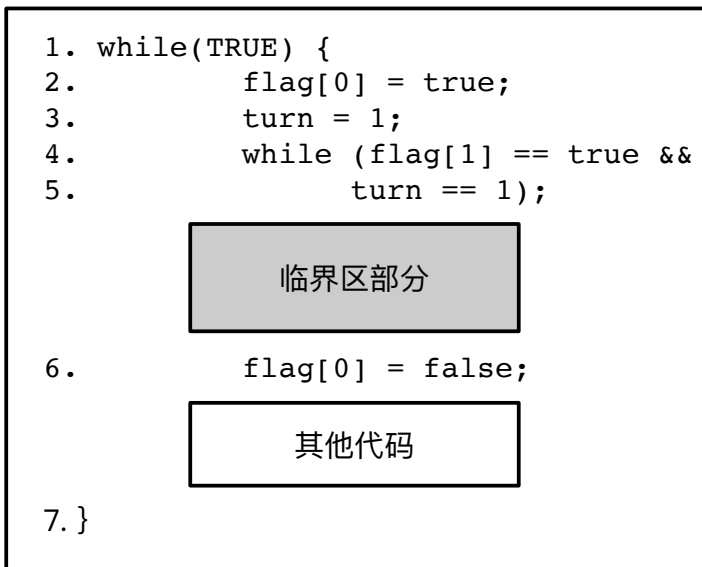 1. while(TRUE) {
2. flag[0] = true;
3. turn = 1;
4. while (flag[1] == true &&
5. turn == 1);
临界区部分
6. flag[0] = false;
其他代码
7. }